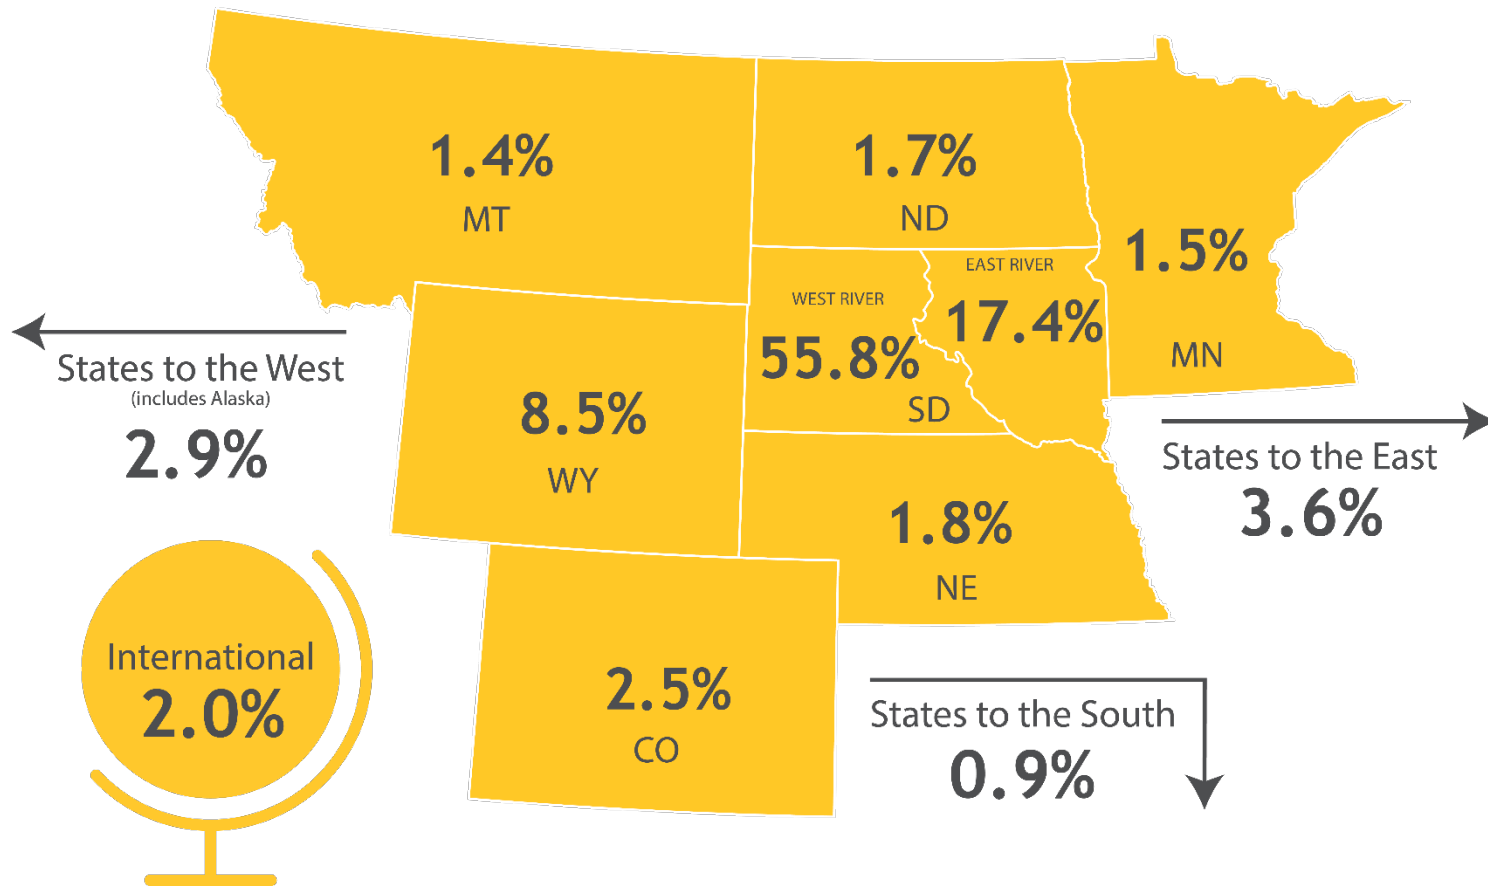 1.4%
MT
1.7%
ND
1.5%
MN
EAST RIVER
17.4%
WEST RIVER
55.8%
SD
States to the West
(includes Alaska)
2.9%
8.5%
WY
States to the East
3.6%
1.8%
NE
International
2.0%
2.5%
CO
States to the South
0.9%